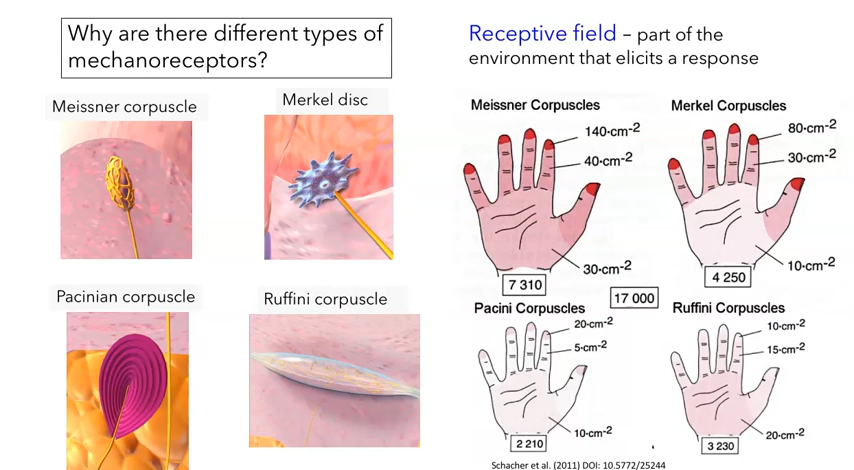 Why are there different types of
mechanoreceptors?
Meissner corpuscle
Merkel disc
Pacinian corpuscle
Ruffini corpuscle
Receptive field – part of the
environment that elicits a response
Meissner Corpuscles
140·cm-2
40·cm-2
30·cm-2
7 310
Merkel Corpuscles
80·cm-2
30·cm-2
10·cm-2
4 250
17 000
Pacini Corpuscles
20·cm-2
5·cm-2
10·cm-2
2 210
Ruffini Corpuscles
10·cm-2
15·cm-2
20·cm-2
3 230
Schacher et al. (2011) DOI: 10.5772/25244